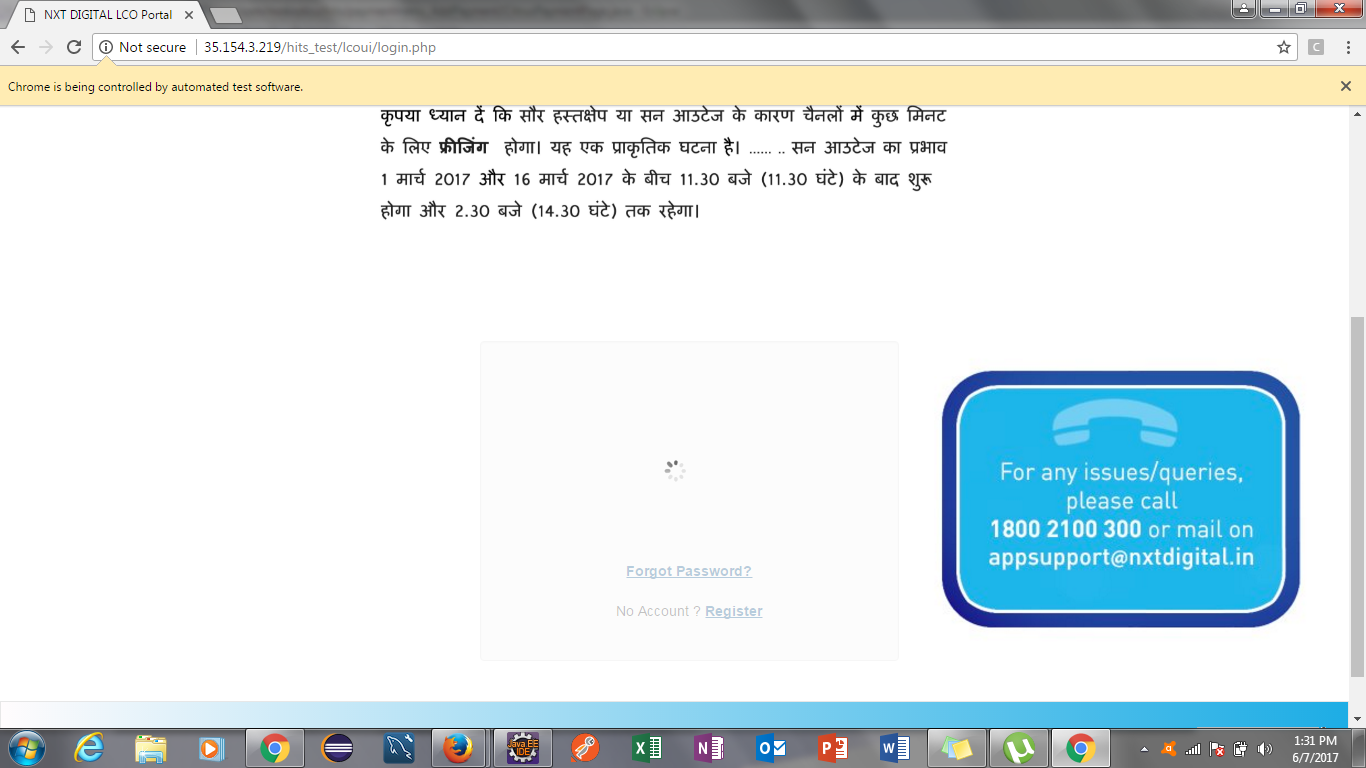 NXT DIGITAL LCO Portal
Not secure
35.154.3.219/hits_test/lcoui/login.php
C
Chrome is being controlled by automated test software.
कृपया ध्यान दें कि सौर हस्तक्षेप या सन आउटेज के कारण चैनलों में कुछ मिनट
के लिए फ्रीजिंग होगा। यह एक प्राकृतिक घटना है। ...... .. सन आउटेज का प्रभाव
1 मार्च 2017 और 16 मार्च 2017 के बीच 11.30 बजे (11.30 घंटे) के बाद शुरू
होगा और 2.30 बजे (14.30 घंटे) तक रहेगा।
Forgot Password?
No Account ? Register
For any issues/queries,
please call
1800 2100 300 or mail on
appsupport@nxtdigital.in
Java EE
IDE
1:31 PM
6/7/2017